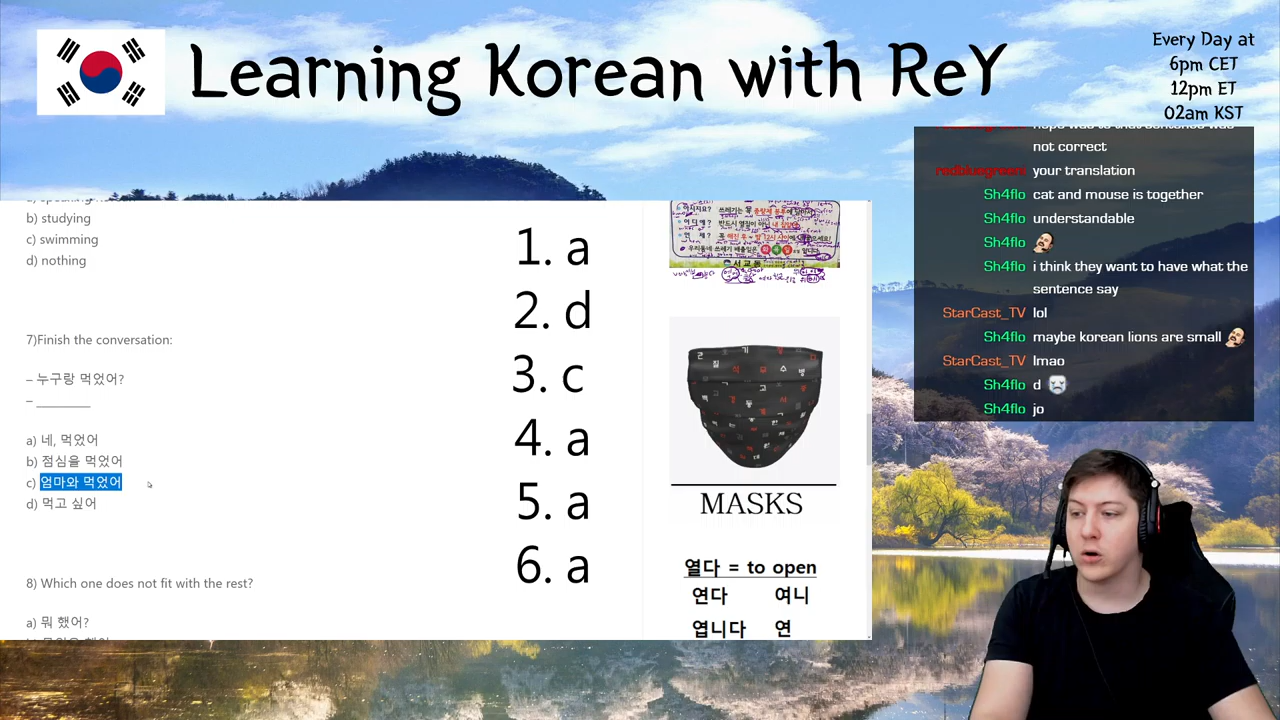 Learning Korean with ReY
Every Day at
6pm CET
12pm ET
02am KST
not correct
redbluegreent your translation
Sh4flo cat and mouse is together
Sh4flo understandable
Sh4flo
Sh4flo i think they want to have what the
sentence say
StarCast_TV lol
Sh4flo maybe korean lions are small
StarCast_TV lmao
Sh4flo d
Sh4flo jo
b) studying
c) swimming
d) nothing
7)Finish the conversation:
– 누구랑 먹었어?
– _________
a) 네, 먹었어
b) 점심을 먹었어
c) 엄마와 먹었어
d) 먹고 싶어
8) Which one does not fit with the rest?
a) 뭐 했어?
1. a
2. d
3. c
4. a
5. a
6. a
서교동
MASKS
열다 = to open
연다 여니
엽니다 연